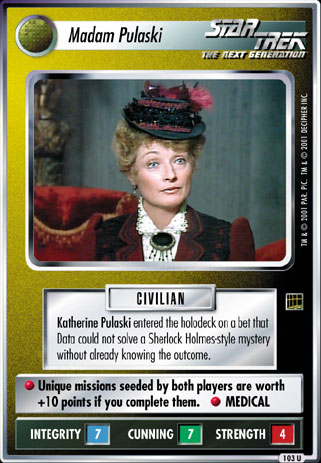 Madam Pulaski
STAR TREK
THE NEXT GENERATION
TM & © 2001 PAR. PIC. TM & © 2001 DECIPHER INC.
CIVILIAN
Katherine Pulaski entered the holodeck on a bet that
Data could not solve a Sherlock Holmes-style mystery
without already knowing the outcome.
Unique missions seeded by both players are worth
+10 points if you complete them. MEDICAL
INTEGRITY 7 CUNNING 7 STRENGTH 4
103 U